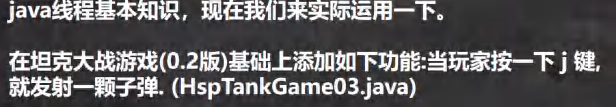 java线程基本知识，现在我们来实际运用一下。
在坦克大战游戏(0.2版)基础上添加如下功能:当玩家按一下 j 键,
就发射一颗子弹. (HspTankGame03.java)